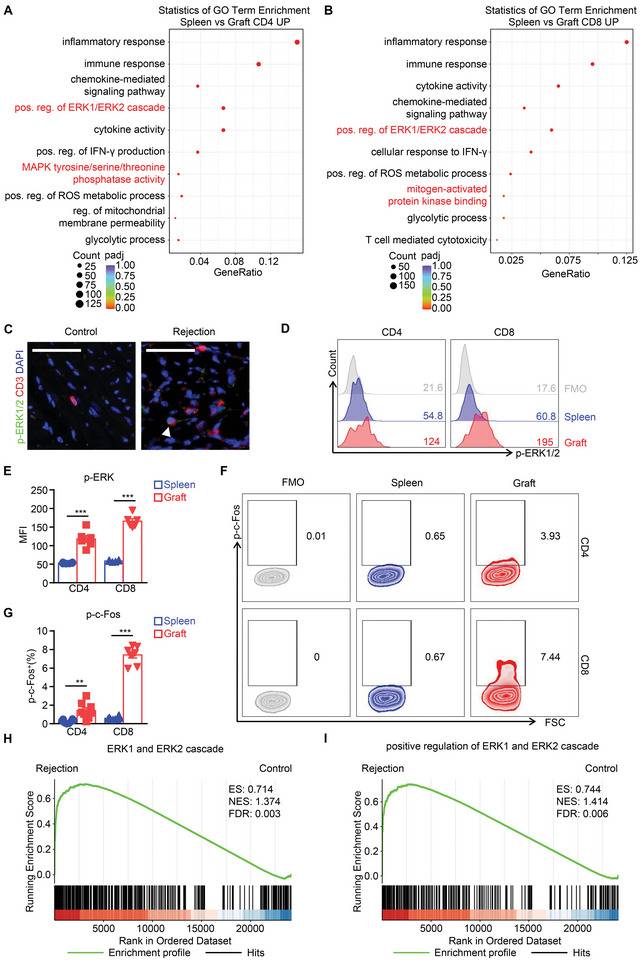 A
Statistics of GO Term Enrichment
Spleen vs Graft CD4 UP
inflammatory response
immune response
chemokine-mediated
signaling pathway
pos. reg. of ERK1/ERK2 cascade
cytokine activity
pos. reg. of IFN-γ production
MAPK tyrosine/serine/threonine
phosphatase activity
pos. reg. of ROS metabolic process
reg. of mitochondrial
membrane permeability
glycolytic process
0.04 0.08 0.12
GeneRatio
Count padj
25 1.00
50 0.75
75 0.50
100 0.25
125 0.00
B
Statistics of GO Term Enrichment
Spleen vs Graft CD8 UP
inflammatory response
immune response
cytokine activity
chemokine-mediated
signaling pathway
pos. reg. of ERK1/ERK2 cascade
cellular response to IFN-γ
pos. reg. of ROS metabolic process
mitogen-activated
protein kinase binding
glycolytic process
T cell mediated cytotoxicity
0.025 0.075 0.125
GeneRatio
Count padj
50 1.00
100 0.75
150 0.50
0.25
0.00
C
Control Rejection
p-ERK1/2 CD3 DAPI
D
CD4 CD8
Count
21.6 17.6 FMO
54.8 60.8 Spleen
124 195 Graft
p-ERK1/2
E
p-ERK
Spleen
Graft
*** ***
MFI
250
200
150
100
50
0
CD4 CD8
F
FMO Spleen Graft
p-c-Fos
0.01 0.65 3.93 CD4
0 0.67 7.44 CD8
FSC
G
p-c-Fos
Spleen
Graft
** ***
p-c-Fos⁺(%)
10
8
6
4
2
0
CD4 CD8
H
ERK1 and ERK2 cascade
Rejection Control
ES: 0.714
NES: 1.374
FDR: 0.003
Running Enrichment Score
0.6
0.4
0.2
0.0
5000 10000 15000 20000
Rank in Ordered Dataset
Enrichment profile Hits
I
positive regulation of ERK1 and ERK2 cascade
Rejection Control
ES: 0.744
NES: 1.414
FDR: 0.006
Running Enrichment Score
0.6
0.4
0.2
0.0
5000 10000 15000 20000
Rank in Ordered Dataset
Enrichment profile Hits